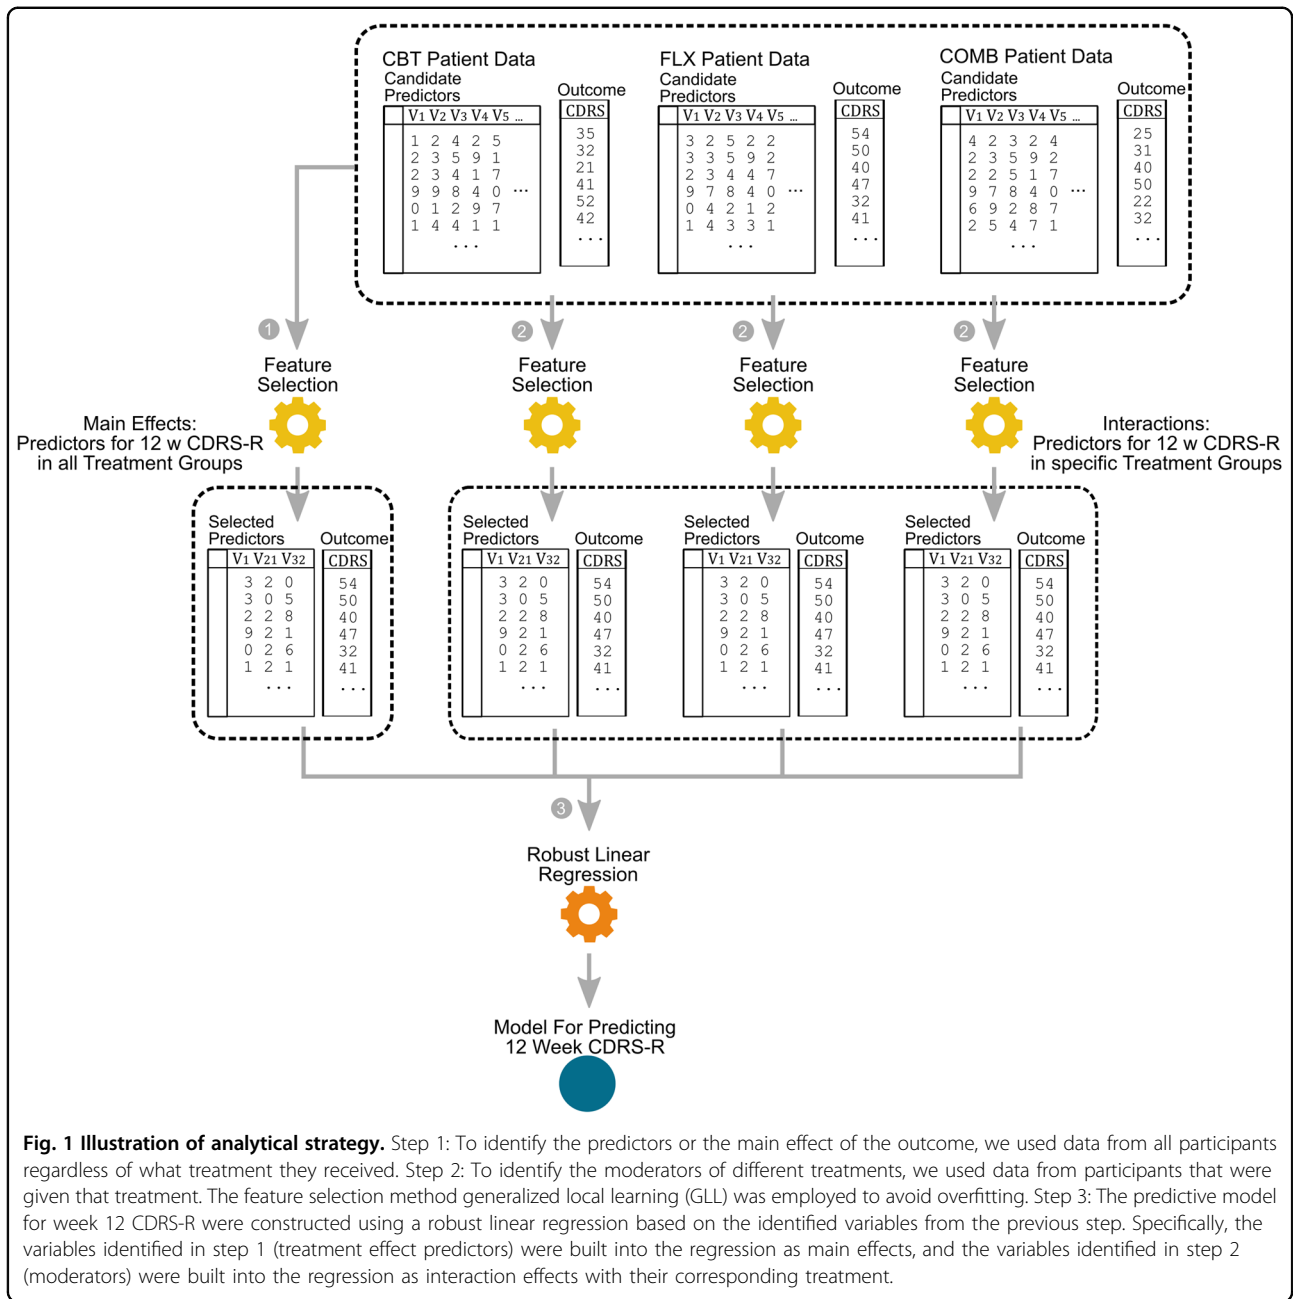 CBT Patient Data
Candidate
Predictors
Outcome
V1 V2 V3 V4 V5 ...
CDRS
1 2 4 2 5
2 3 5 9 1
2 3 4 1 7
9 9 8 4 0 ...
0 1 2 9 7
1 4 4 1 1
...
35
32
21
41
52
42
...
FLX Patient Data
Candidate
Predictors
Outcome
V1 V2 V3 V4 V5 ...
CDRS
3 2 5 2 2
3 3 5 9 2
2 3 4 4 7
9 7 8 4 0 ...
0 4 2 1 2
1 4 3 3 1
...
54
50
40
47
32
41
...
COMB Patient Data
Candidate
Predictors
Outcome
V1 V2 V3 V4 V5 ...
CDRS
4 2 3 2 4
2 3 5 9 2
2 2 5 1 7
9 7 8 4 0 ...
6 9 2 8 7
2 5 4 7 1
...
25
31
40
50
22
32
...
1
2
2
2
Feature
Selection
Feature
Selection
Feature
Selection
Feature
Selection
Main Effects:
Predictors for 12 w CDRS-R
in all Treatment Groups
Interactions:
Predictors for 12 w CDRS-R
in specific Treatment Groups
Selected
Predictors
Outcome
V1 V21 V32
CDRS
3 2 0
3 0 5
2 2 8
9 2 1
0 2 6
1 2 1
...
54
50
40
47
32
41
...
Selected
Predictors
Outcome
V1 V21 V32
CDRS
3 2 0
3 0 5
2 2 8
9 2 1
0 2 6
1 2 1
...
54
50
40
47
32
41
...
Selected
Predictors
Outcome
V1 V21 V32
CDRS
3 2 0
3 0 5
2 2 8
9 2 1
0 2 6
1 2 1
...
54
50
40
47
32
41
...
Selected
Predictors
Outcome
V1 V21 V32
CDRS
3 2 0
3 0 5
2 2 8
9 2 1
0 2 6
1 2 1
...
54
50
40
47
32
41
...
3
Robust Linear
Regression
Model For Predicting
12 Week CDRS-R
Fig. 1 Illustration of analytical strategy. Step 1: To identify the predictors or the main effect of the outcome, we used data from all participants
regardless of what treatment they received. Step 2: To identify the moderators of different treatments, we used data from participants that were
given that treatment. The feature selection method generalized local learning (GLL) was employed to avoid overfitting. Step 3: The predictive model
for week 12 CDRS-R were constructed using a robust linear regression based on the identified variables from the previous step. Specifically, the
variables identified in step 1 (treatment effect predictors) were built into the regression as main effects, and the variables identified in step 2
(moderators) were built into the regression as interaction effects with their corresponding treatment.